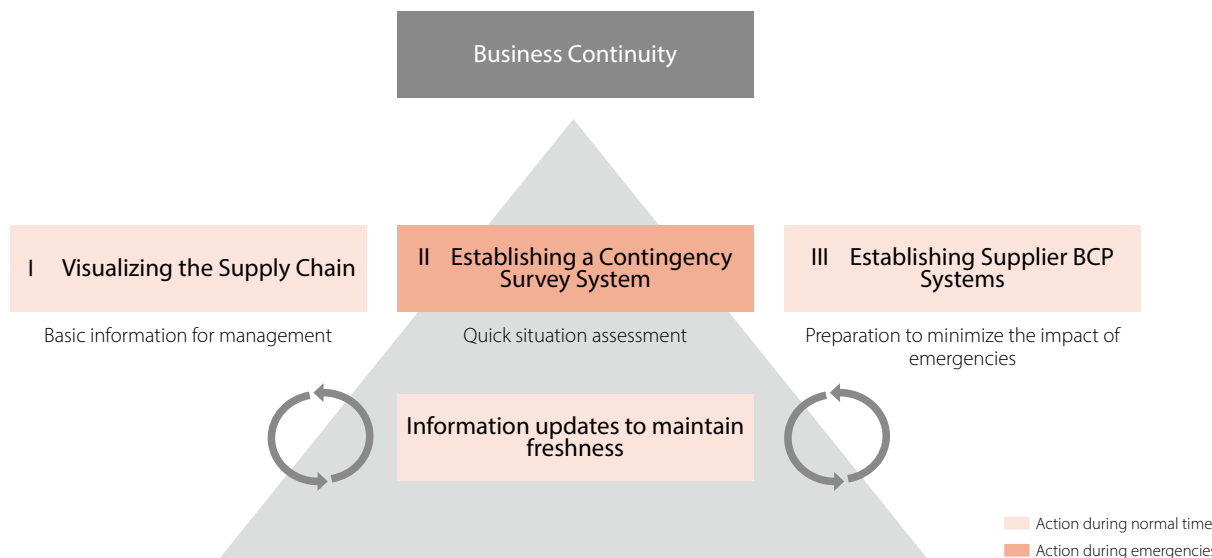 Business Continuity
I Visualizing the Supply Chain
Basic information for management
II Establishing a Contingency
Survey System
Quick situation assessment
III Establishing Supplier BCP
Systems
Preparation to minimize the impact of
emergencies
Information updates to maintain
freshness
Action during normal time
Action during emergencies